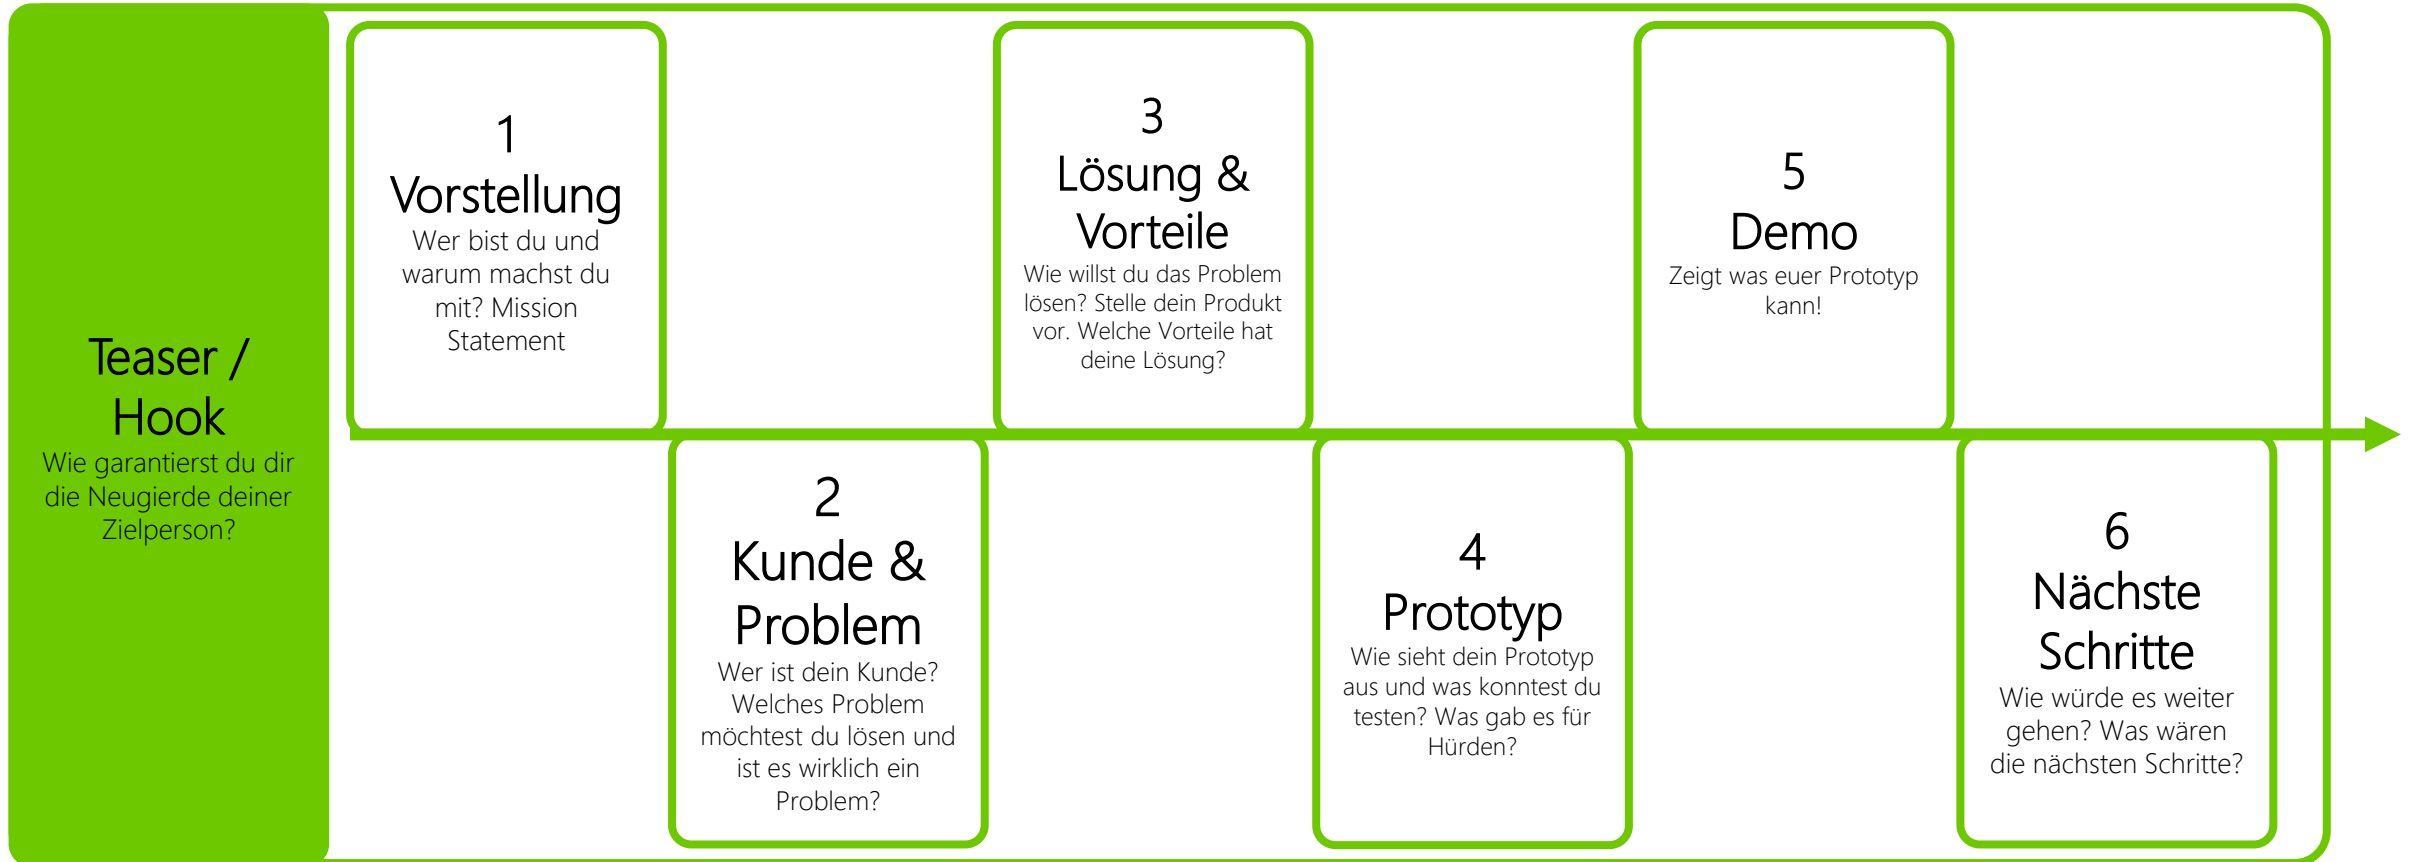 Teaser /
Hook
Wie garantierst du dir
die Neugierde deiner
Zielperson?
1
Vorstellung
Wer bist du und
warum machst du
mit? Mission
Statement
2
Kunde &
Problem
Wer ist dein Kunde?
Welches Problem
möchtest du lösen und
ist es wirklich ein
Problem?
3
Lösung &
Vorteile
Wie willst du das Problem
lösen? Stelle dein Produkt
vor. Welche Vorteile hat
deine Lösung?
4
Prototyp
Wie sieht dein Prototyp
aus und was konntest du
testen? Was gab es für
Hürden?
5
Demo
Zeigt was euer Prototyp
kann!
6
Nächste
Schritte
Wie würde es weiter
gehen? Was wären
die nächsten Schritte?